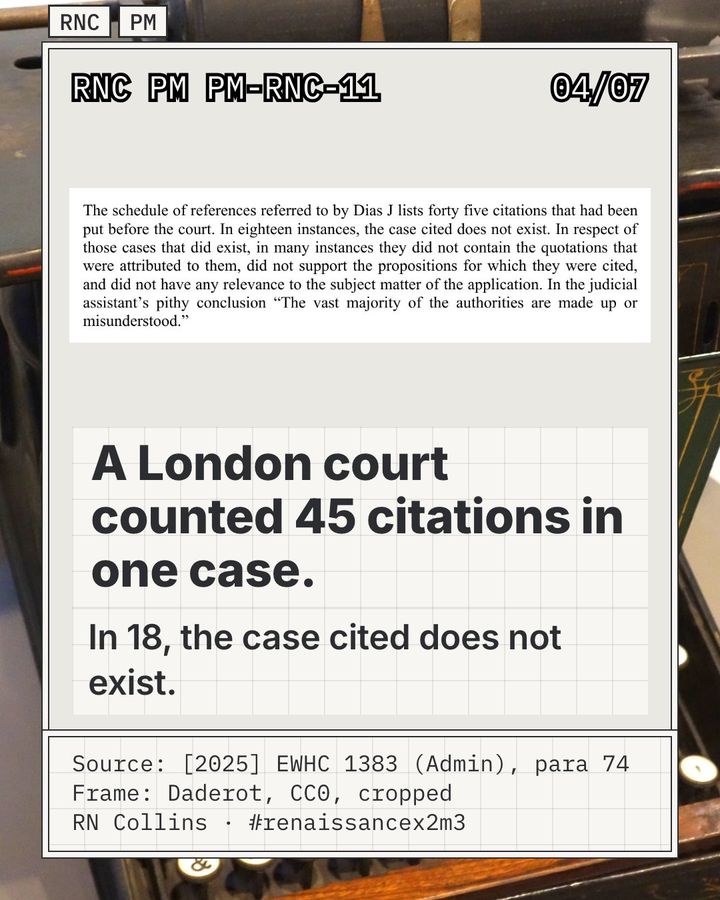 RNC PM
RNC PM PM-RNC-11 04/07
The schedule of references referred to by Dias J lists forty five citations that had been
put before the court. In eighteen instances, the case cited does not exist. In respect of
those cases that did exist, in many instances they did not contain the quotations that
were attributed to them, did not support the propositions for which they were cited,
and did not have any relevance to the subject matter of the application. In the judicial
assistant’s pithy conclusion “The vast majority of the authorities are made up or
misunderstood.”
A London court
counted 45 citations in
one case.
In 18, the case cited does not
exist.
Source: [2025] EWHC 1383 (Admin), para 74
Frame: Daderot, CC0, cropped
RN Collins · #renaissancex2m3
&